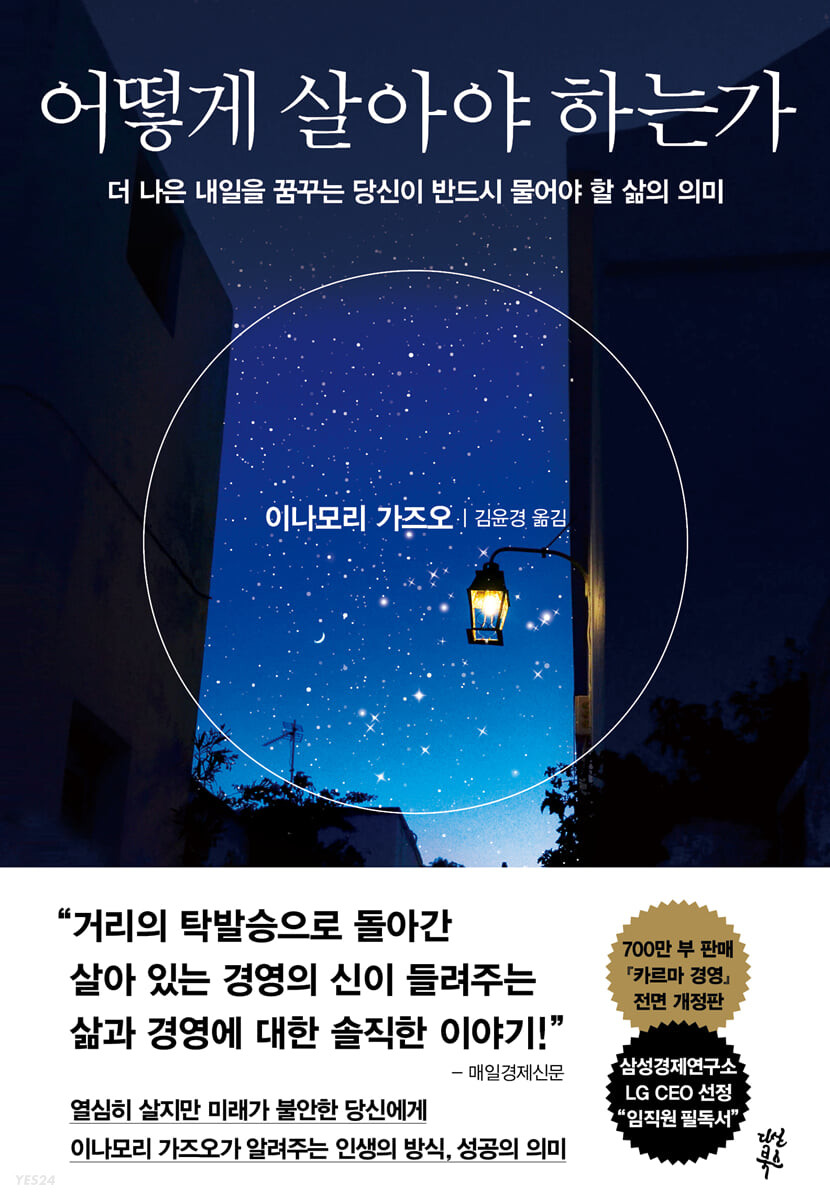 어떻게 살아야 하는가
더 나은 내일을 꿈꾸는 당신이 반드시 물어야 할 삶의 의미
이나모리 가즈오 | 김윤경 옮김
“거리의 탁발승으로 돌아간
살아 있는 경영의 신이 들려주는
삶과 경영에 대한 솔직한 이야기!”
– 매일경제신문
열심히 살지만 미래가 불안한 당신에게
이나모리 가즈오가 알려주는 인생의 방식, 성공의 의미
700만 부 판매
『카르마 경영』
전면 개정판
삼성경제연구소
LG CEO 선정
“임직원 필독서”
다산
북스
YES24